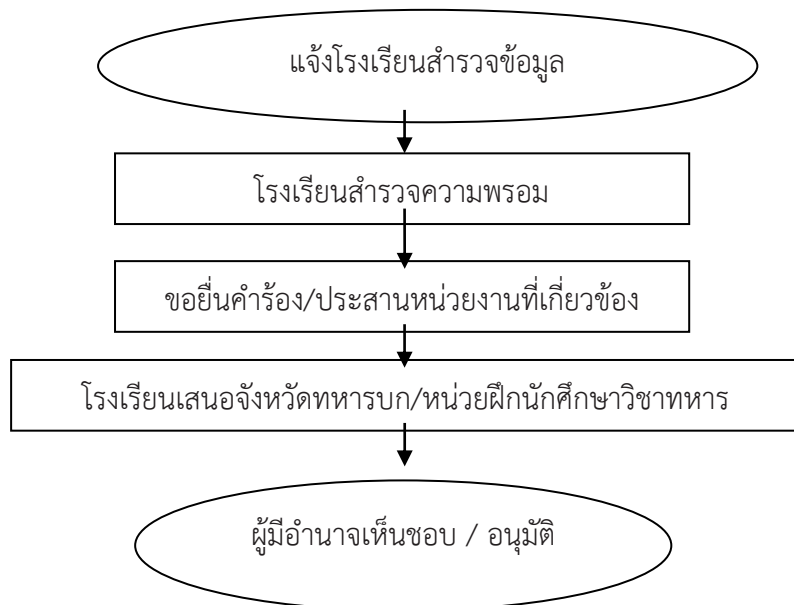 แจ้งโรงเรียนสำรวจข้อมูล
โรงเรียนสำรวจความพรอม
ขอยื่นคำร้อง/ประสานหน่วยงานที่เกี่ยวข้อง
โรงเรียนเสนอจังหวัดทหารบก/หน่วยฝึกนักศึกษาวิชาทหาร
ผู้มีอำนาจเห็นชอบ / อนุมัติ